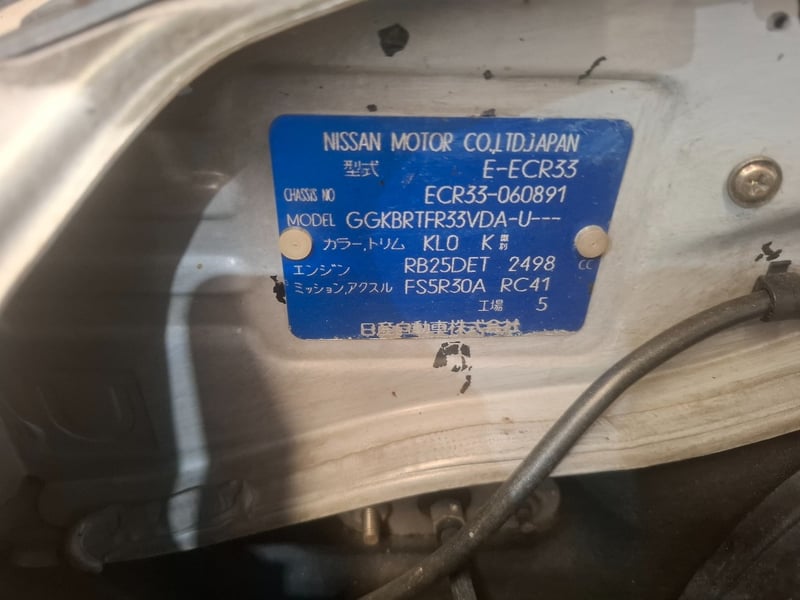 NISSAN MOTOR CO.,LTD.JAPAN
型式 E-ECR33
CHASSIS NO ECR33-060891
MODEL GGKBRTFR33VDA-U---
カラー,トリム KL0 K
エンジン RB25DET 2498 CC
ミッション,アクスル FS5R30A RC41
工場 5
日産自動車株式会社